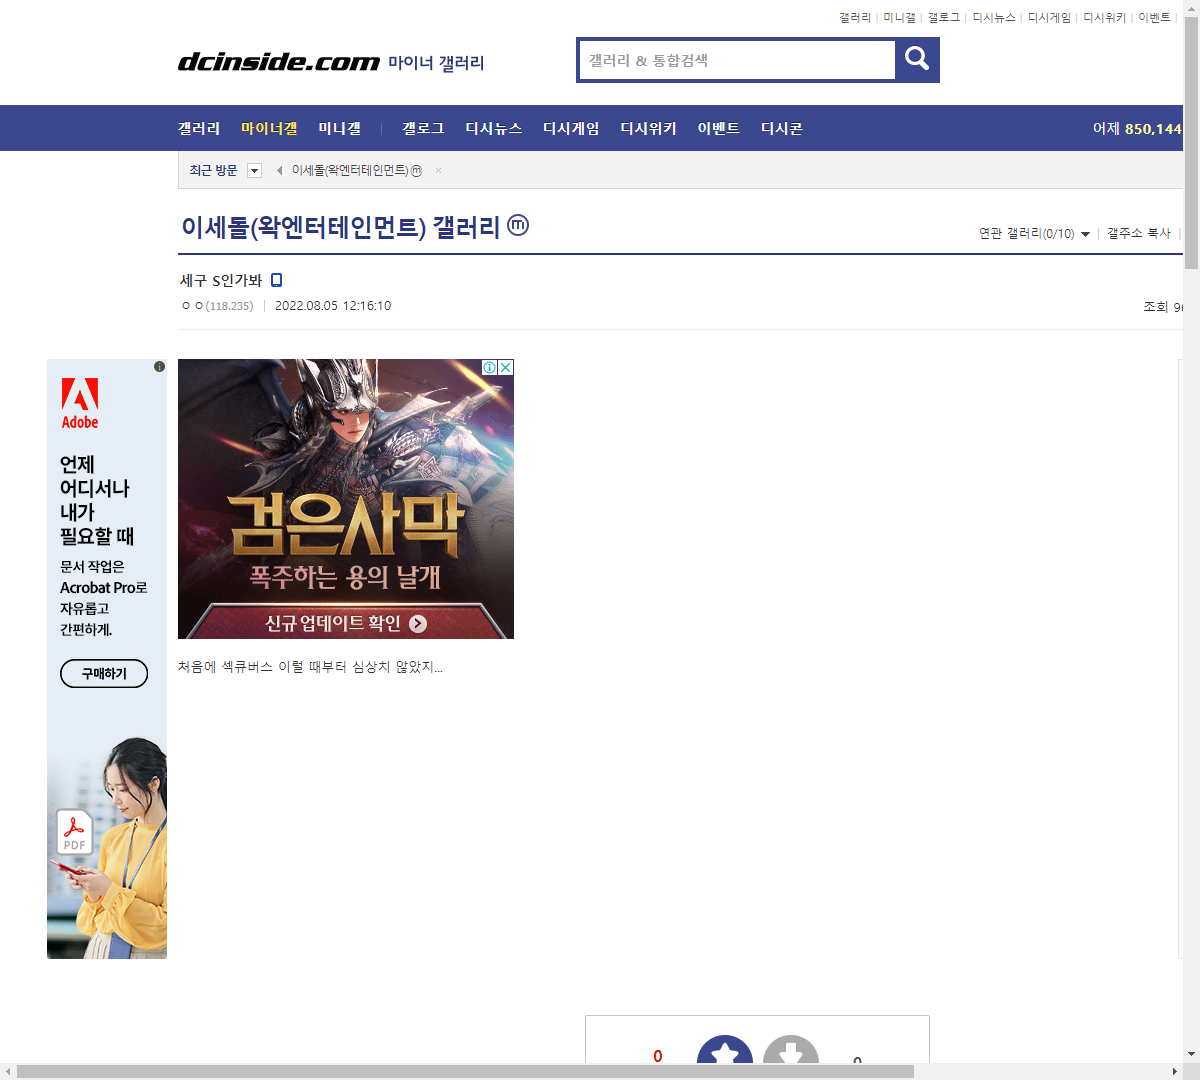 갤러리 | 미니갤 | 갤로그 | 디시뉴스 | 디시게임 | 디시위키 | 이벤트 |
dcinside.com 마이너 갤러리
갤러리 & 통합검색
갤러리 마이너갤 미니갤 | 갤로그 디시뉴스 디시게임 디시위키 이벤트 디시콘
어제 850,144
최근 방문
이세돌(왁엔터테인먼트) ⓜ ×
이세돌(왁엔터테인먼트) 갤러리 ⓜ
연관 갤러리(0/10) | 갤주소 복사 |
세구 S인가봐
ㅇㅇ(118.235) | 2022.08.05 12:16:10
조회 96
Adobe
언제
어디서나
내가
필요할 때
문서 작업은
Acrobat Pro로
자유롭고
간편하게.
구매하기
PDF
검은사막
폭주하는 용의 날개
신규 업데이트 확인
처음에 섹큐버스 이럴 때부터 심상치 않았지...
0
0